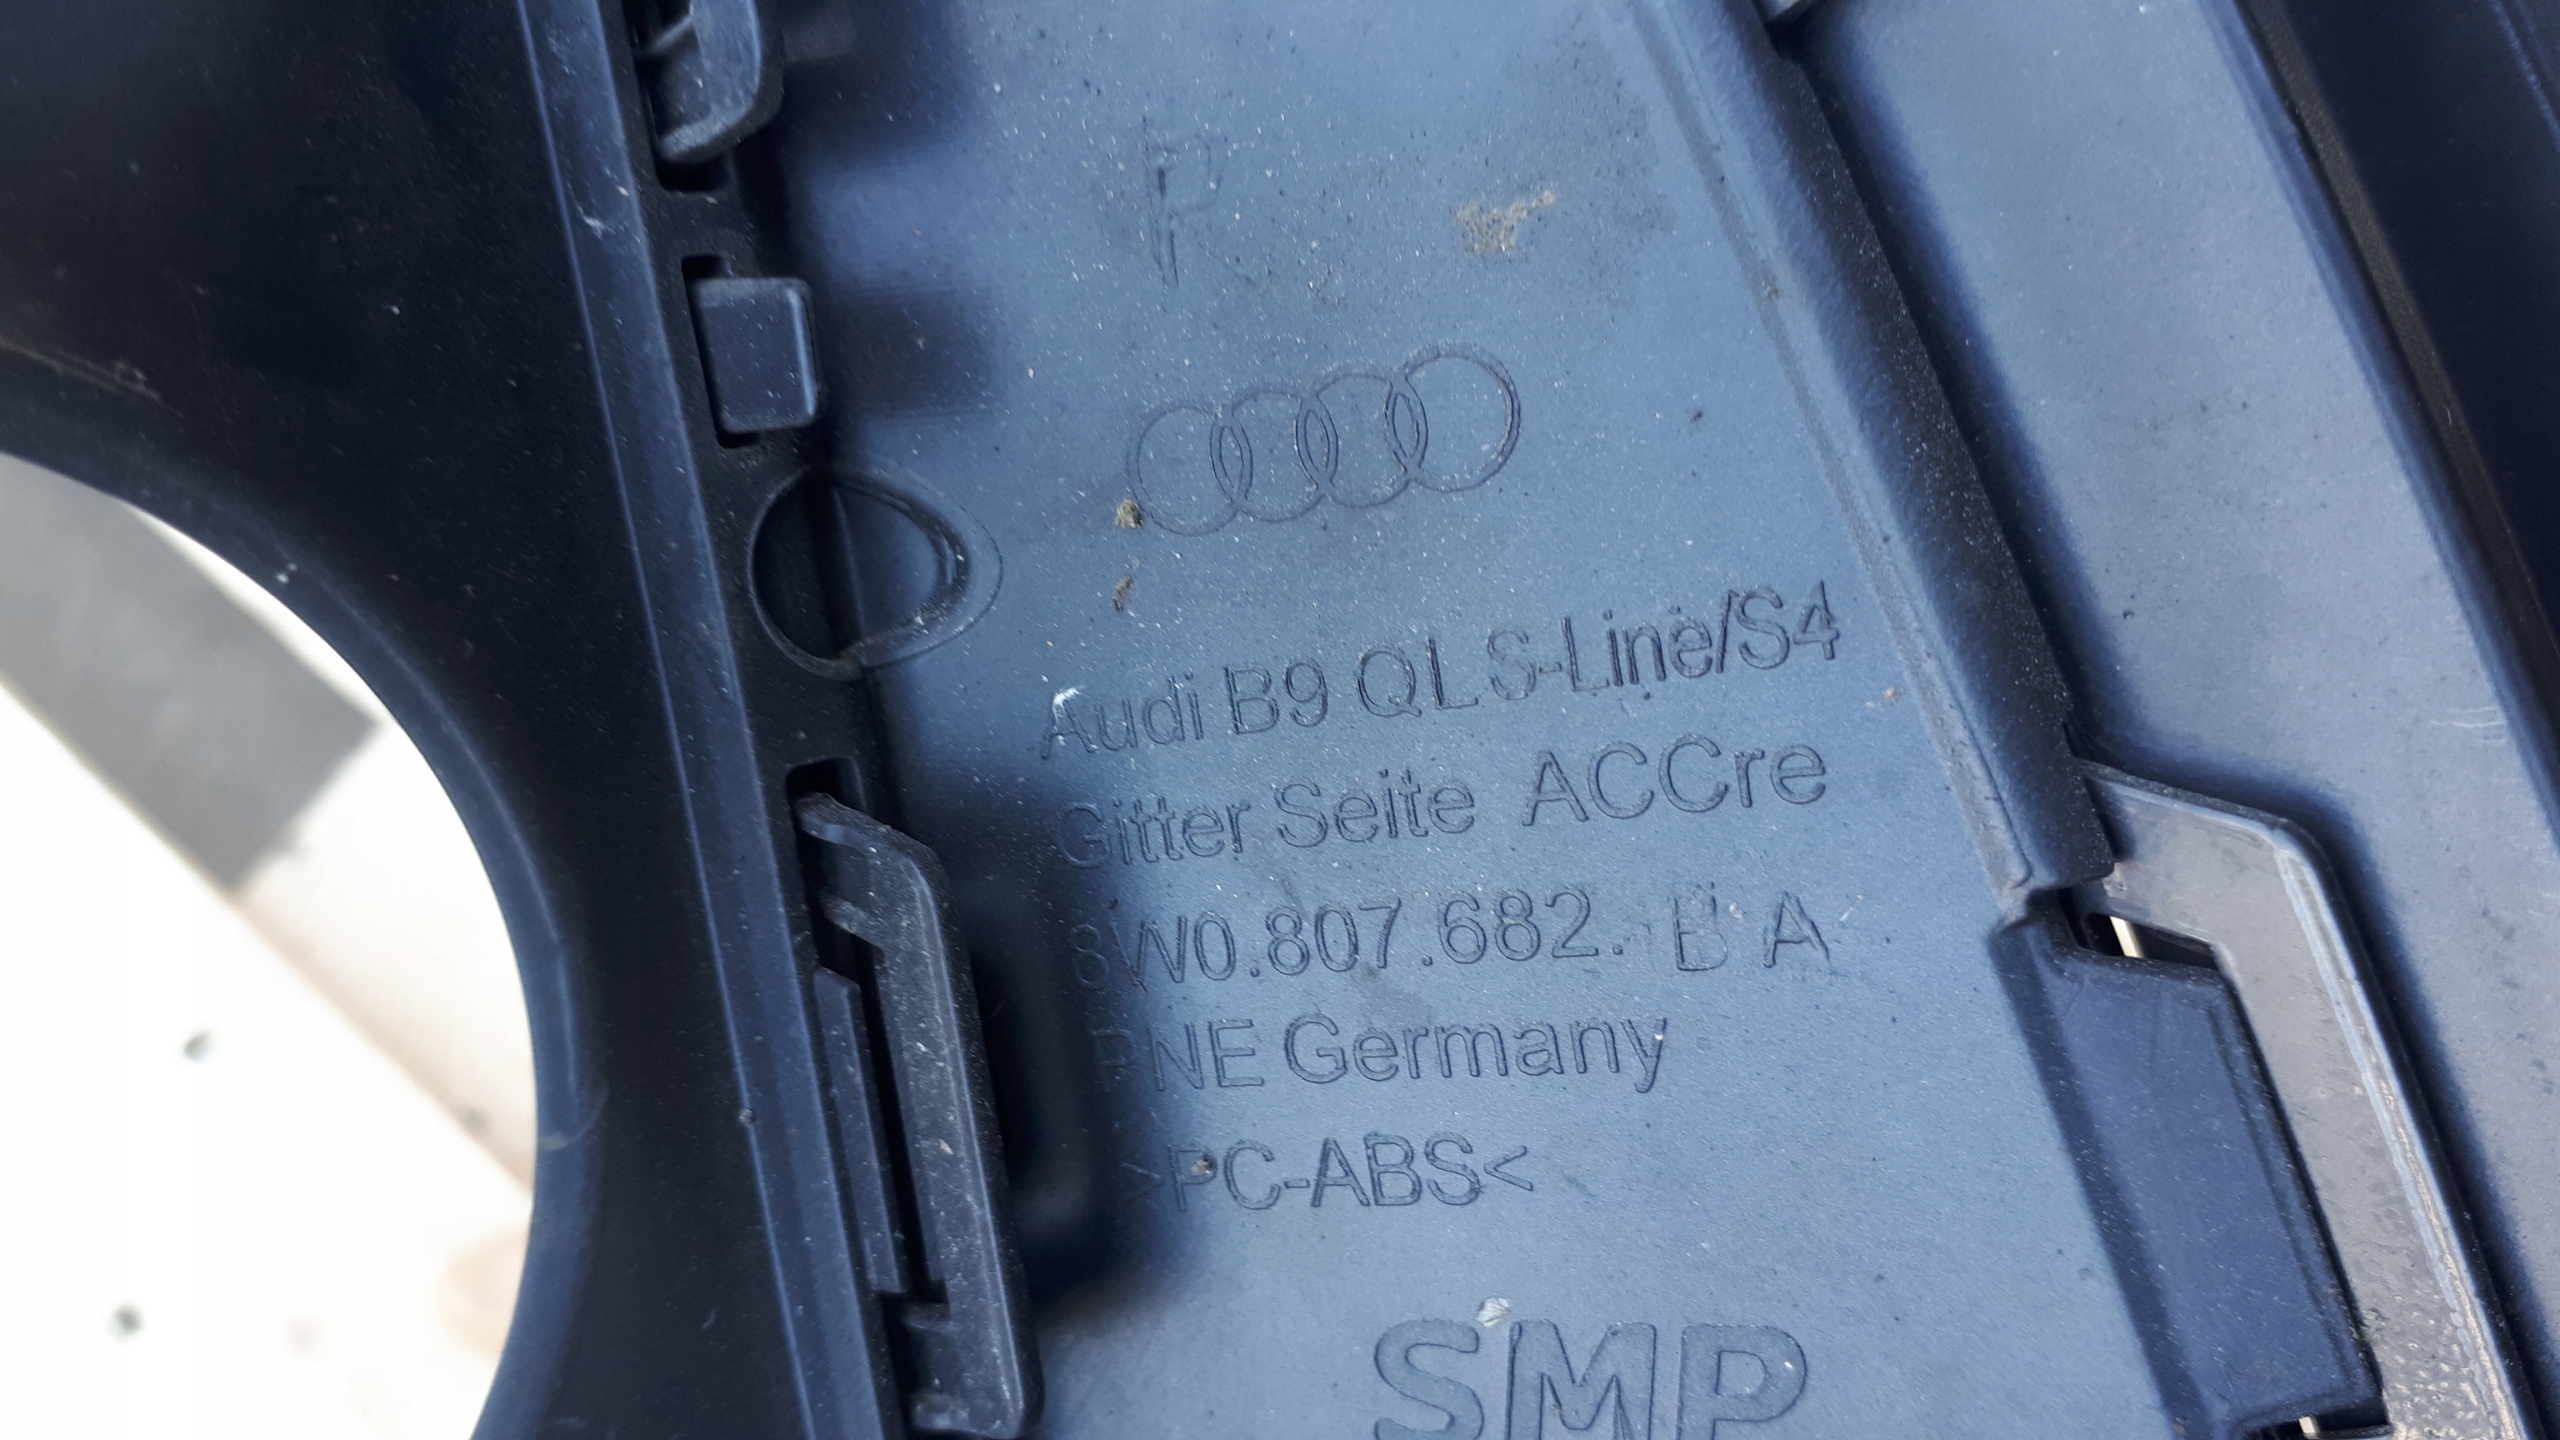 R
Audi B9 QL S-Line/S4
Gitter Seite ACCre
8W0.807.682. B A
PNE Germany
>PC-ABS<
SMP